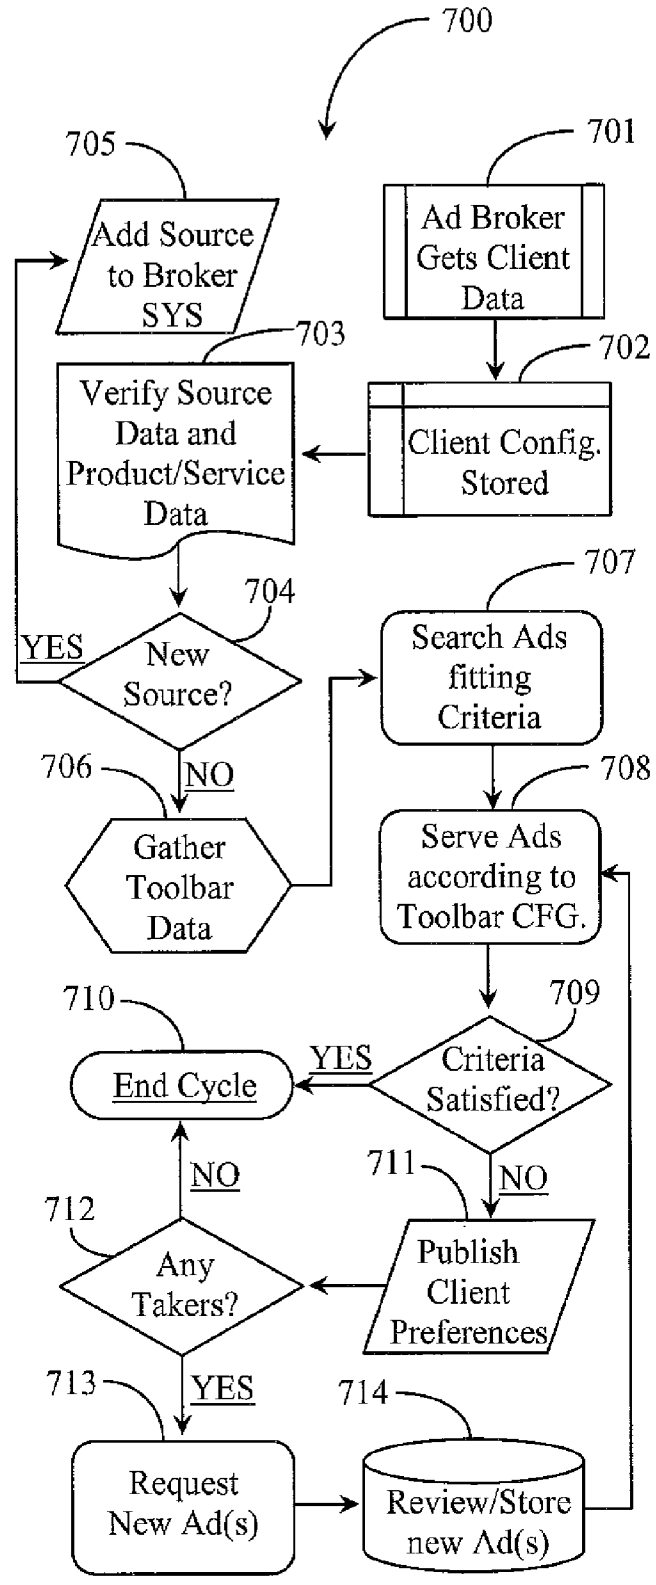 700
705
701
Add Source
to Broker
SYS
Ad Broker
Gets Client
Data
703
702
Verify Source
Data and
Product/Service
Data
Client Config.
Stored
704
707
YES
New
Source?
Search Ads
fitting
Criteria
706
NO
708
Gather
Toolbar
Data
Serve Ads
according to
Toolbar CFG.
710
709
End Cycle
YES
Criteria
Satisfied?
NO
711
NO
712
Any
Takers?
Publish
Client
Preferences
713
YES
714
Request
New Ad(s)
Review/Store
new Ad(s)